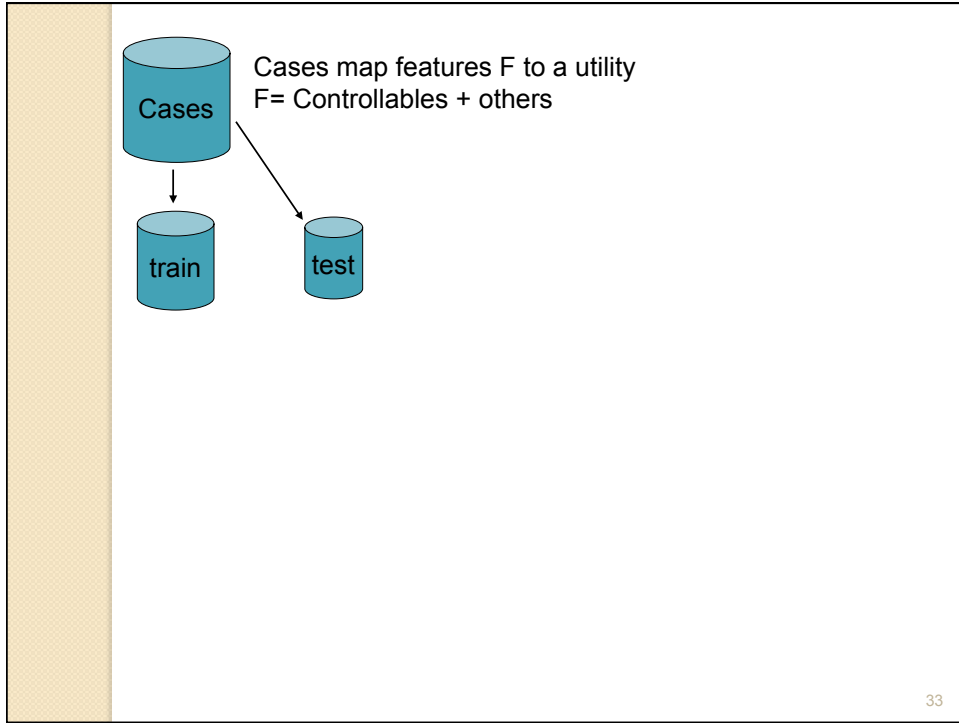 Cases map features F to a utility
F= Controllables + others
Cases
train
test
33